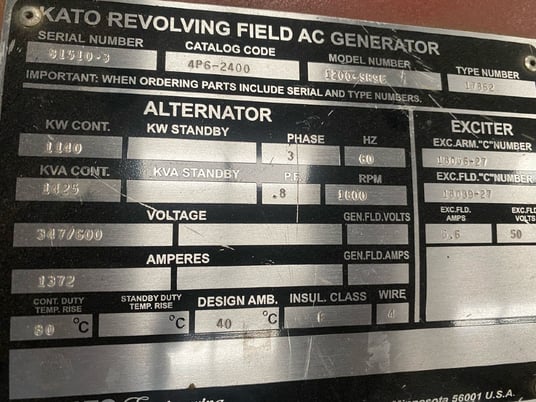 KATO REVOLVING FIELD AC GENERATOR
SERIAL NUMBER CATALOG CODE MODEL NUMBER TYPE NUMBER
81510-3 4P6-2400 17862
IMPORTANT: WHEN ORDERING PARTS INCLUDE SERIAL AND TYPE NUMBERS.
ALTERNATOR EXCITER
KW CONT. KW STANDBY PHASE HZ EXC.ARM."C"NUMBER
1140 3 60
KVA CONT. KVA STANDBY P.F. RPM EXC.FLD."C"NUMBER
1425 .8 1800
VOLTAGE GEN.FLD.VOLTS EXC.FLD. AMPS EXC.FLD. VOLTS
347/600 50
AMPERES GEN.FLD.AMPS
1372
CONT. DUTY TEMP. RISE STANDBY DUTY TEMP. RISE DESIGN AMB. INSUL. CLASS WIRE
80 °C °C 40 °C F 4
Minnesota 56001 U.S.A.